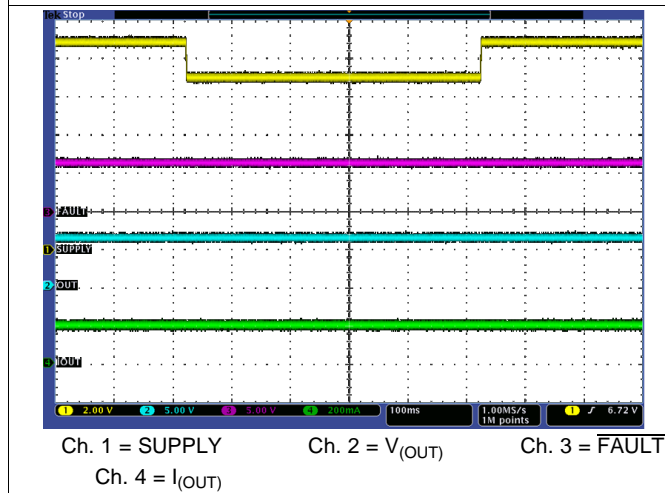 Tek Stop
FAULT
SUPPLY
OUT
IOUT
1 2.00 V 2 5.00 V 3 5.00 V 4 200mA 100ms 1.00MS/s 1 6.72 V
1M points
Ch. 1 = SUPPLY Ch. 2 = V(OUT) Ch. 3 = FAULT
Ch. 4 = I(OUT)